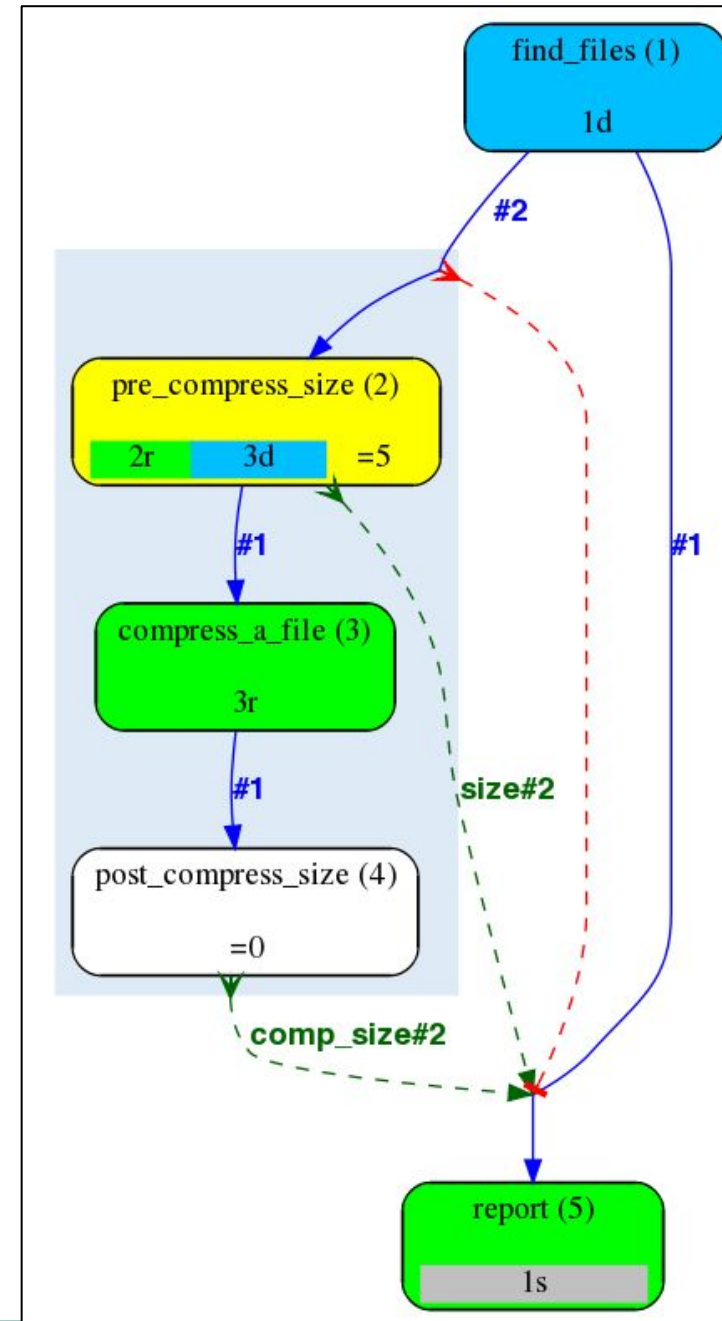 find_files (1)
1d
#2
pre_compress_size (2)
2r 3d =5
#1
#1
compress_a_file (3)
3r
#1
size#2
post_compress_size (4)
=0
comp_size#2
report (5)
1s